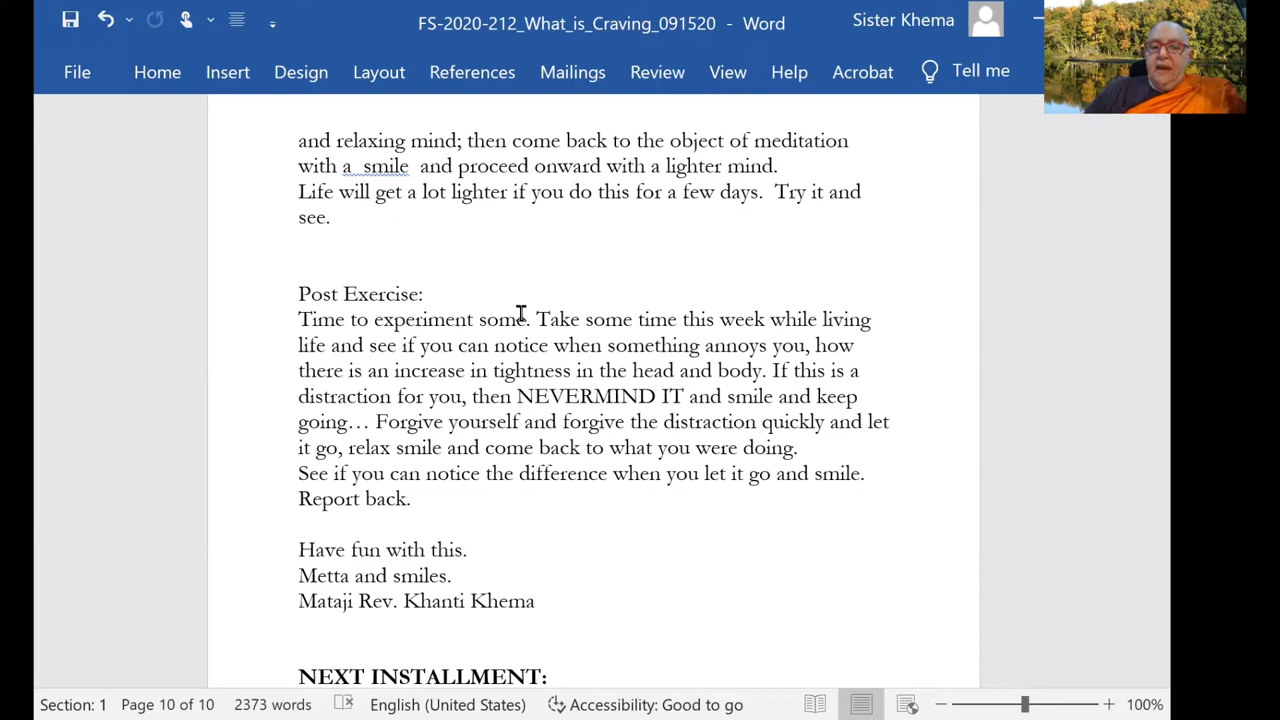 FS-2020-212_What_is_Craving_091520 - Word
Sister Khema
File Home Insert Design Layout References Mailings Review View Help Acrobat Tell me
and relaxing mind; then come back to the object of meditation
with a smile and proceed onward with a lighter mind.
Life will get a lot lighter if you do this for a few days. Try it and
see.
Post Exercise:
Time to experiment some. Take some time this week while living
life and see if you can notice when something annoys you, how
there is an increase in tightness in the head and body. If this is a
distraction for you, then NEVERMIND IT and smile and keep
going… Forgive yourself and forgive the distraction quickly and let
it go, relax smile and come back to what you were doing.
See if you can notice the difference when you let it go and smile.
Report back.
Have fun with this.
Metta and smiles.
Mataji Rev. Khanti Khema
NEXT INSTALLMENT:
Section: 1 Page 10 of 10 2373 words English (United States) Accessibility: Good to go 100%